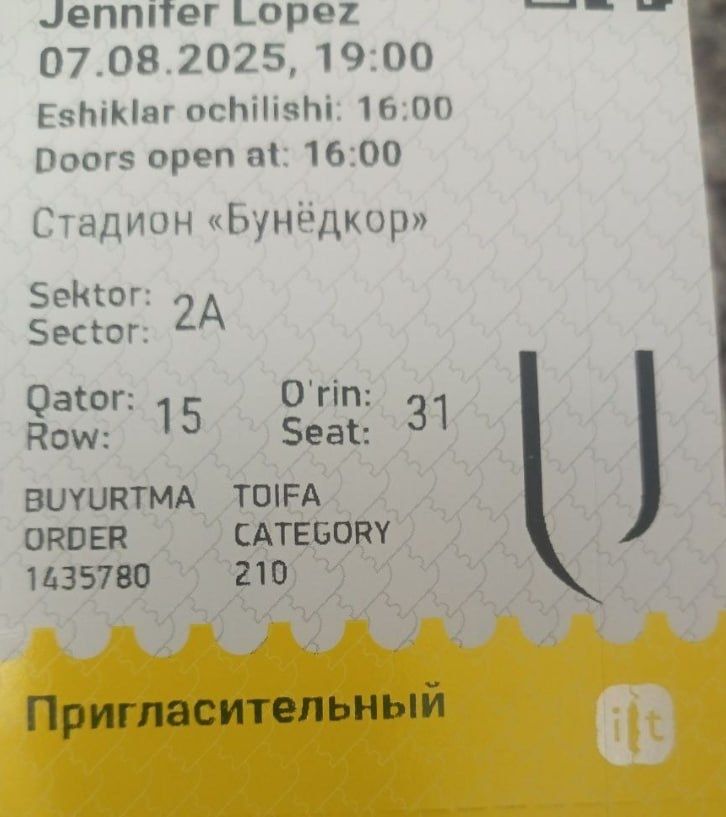 Jennifer Lopez
07.08.2025, 19:00
Eshiklar ochilishi: 16:00
Doors open at: 16:00
Стадион «Бунёдкор»
Sektor:
Sector: 2A
Qator:
Row: 15
O'rin:
Seat: 31
BUYURTMA TOIFA
ORDER CATEGORY
1435780 210
Пригласительный